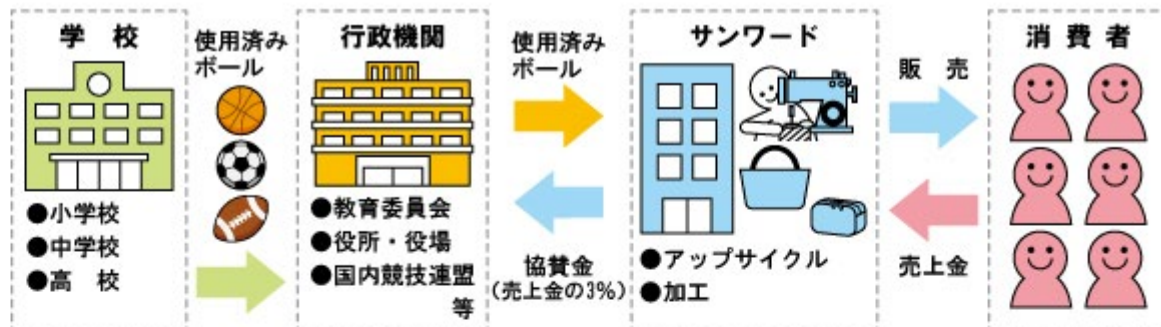 学 校
使用済み
ボール
●小学校
●中学校
●高 校
行政機関
●教育委員会
●役所・役場
●国内競技連盟
等
使用済み
ボール
協賛金
(売上金の3%)
サンワード
●アップサイクル
●加工
販 売
売上金
消 費 者